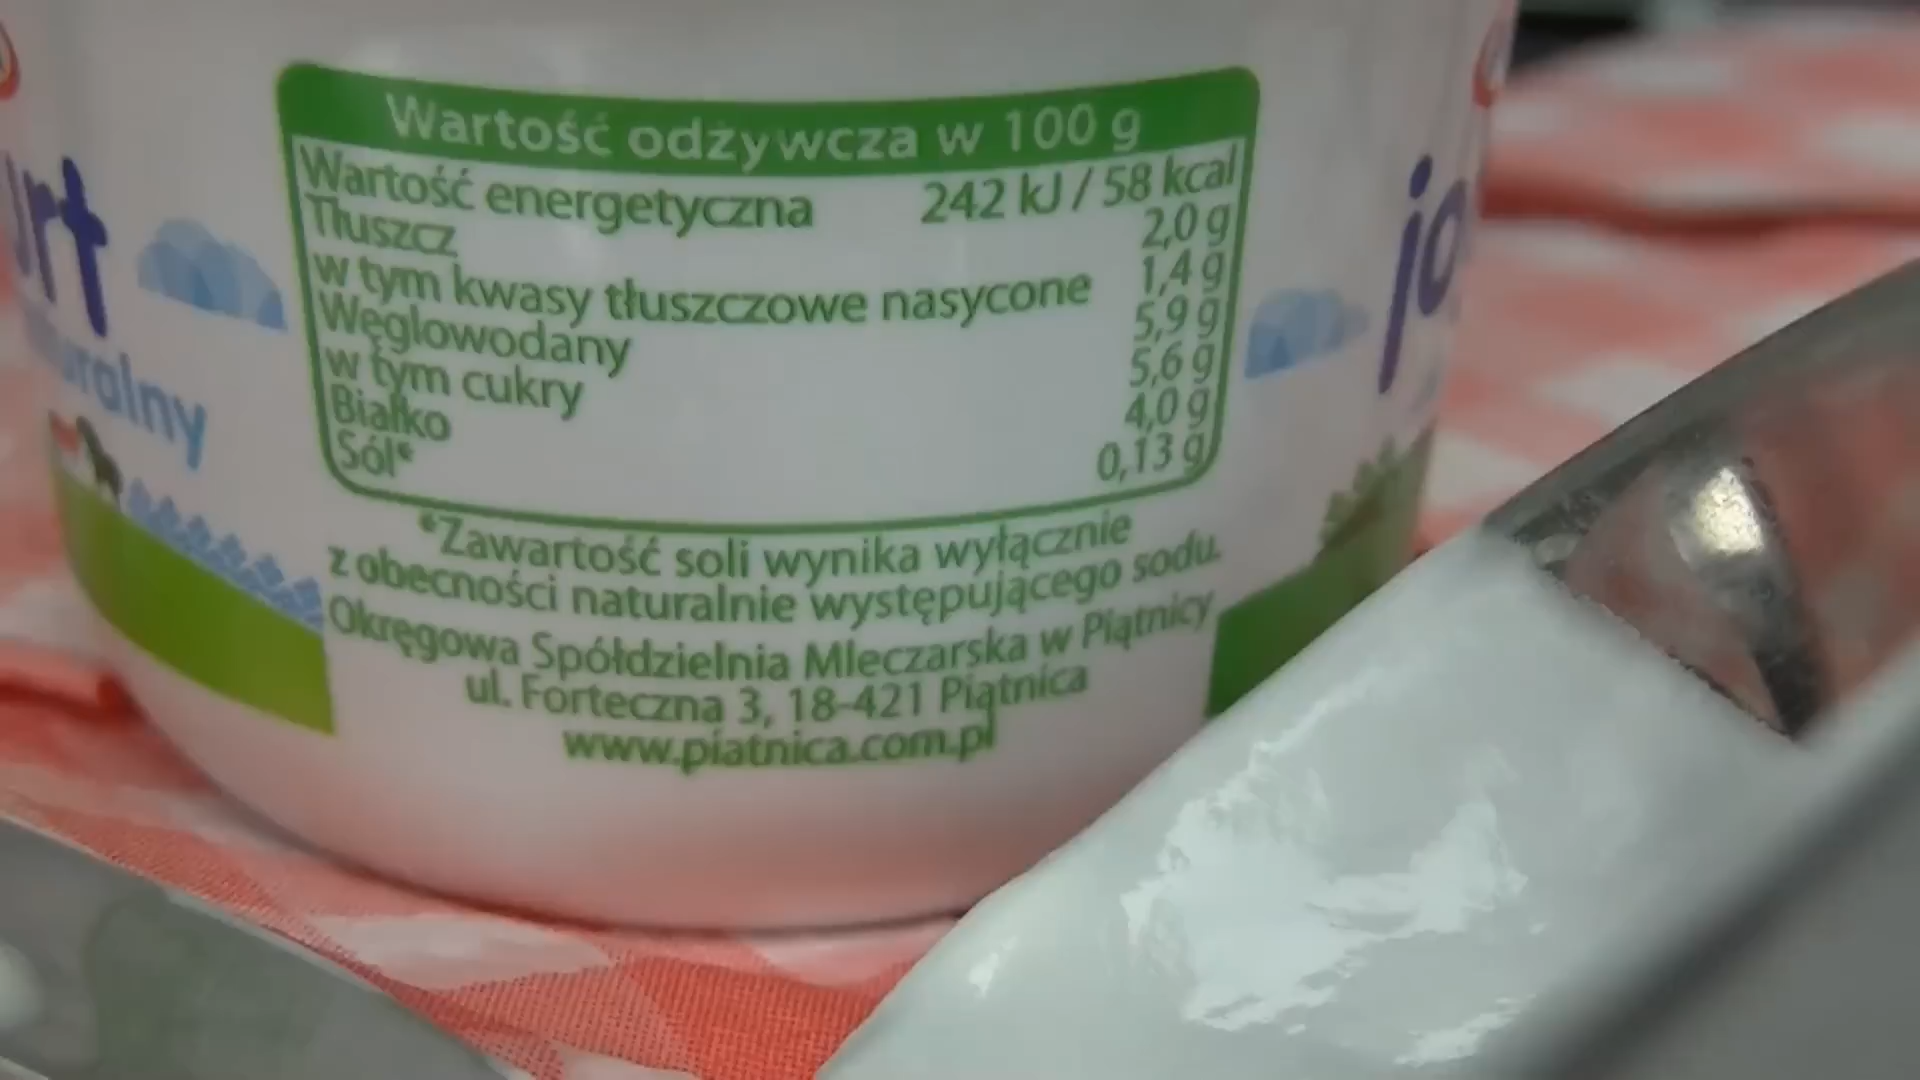 Wartość odżywcza w 100 g
Wartość energetyczna 242 kJ / 58 kcal
Tłuszcz 2,0 g
w tym kwasy tłuszczowe nasycone 1,4 g
Węglowodany 5,9 g
w tym cukry 5,6 g
Białko 4,0 g
Sól* 0,13 g
*Zawartość soli wynika wyłącznie
z obecności naturalnie występującego sodu.
Okręgowa Spółdzielnia Mleczarska w Piątnicy
ul. Forteczna 3, 18-421 Piątnica
www.piatnica.com.pl